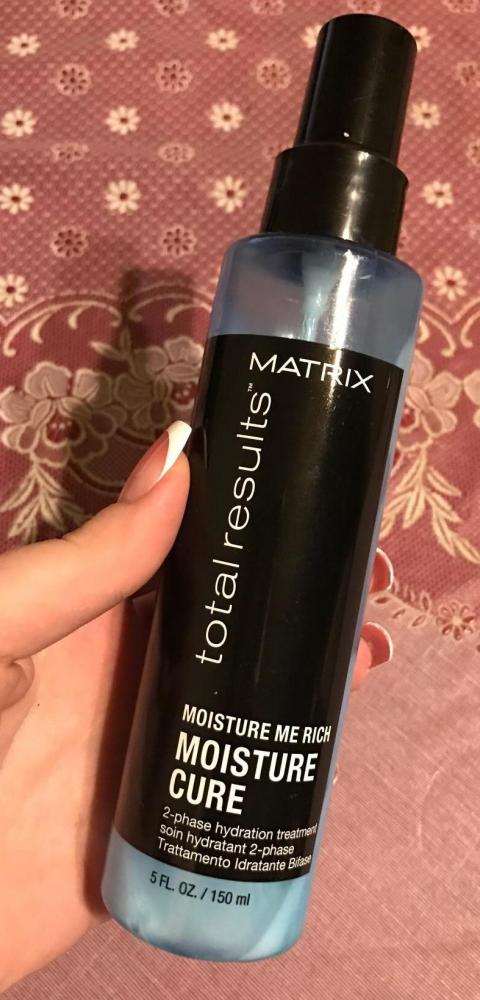 MATRIX
total results™
MOISTURE ME RICH
MOISTURE
CURE
2-phase hydration treatment
soin hydratant 2-phase
Trattamento Idratante Bifase
5 FL. OZ. / 150 ml